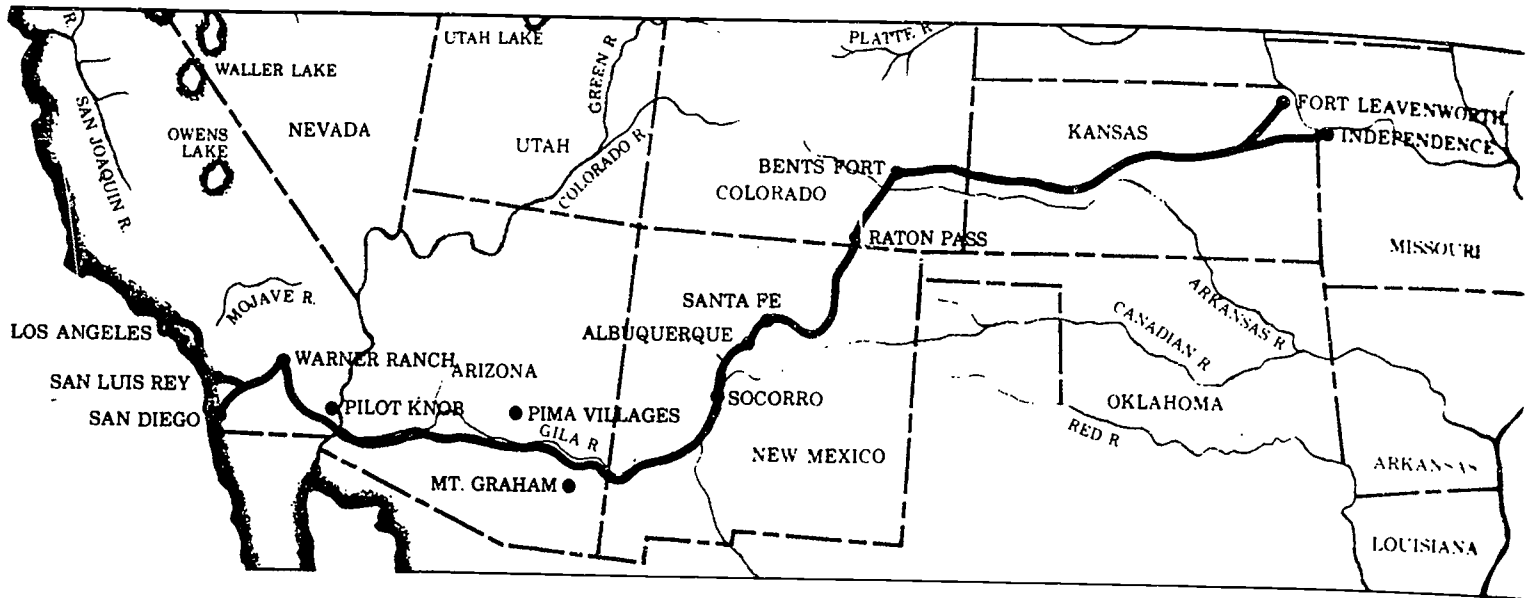 R
UTAH LAKE
GREEN R
PLATTE R
WALLER LAKE
SAN JOAQUIN R.
OWENS
LAKE
NEVADA
UTAH
COLORADO R
KANSAS
FORT LEAVENWORTH
INDEPENDENCE
BENTS FORT
COLORADO
RATON PASS
MISSOURI
MOJAVE R.
SANTA FE
ALBUQUERQUE
ARKANSAS R
CANADIAN R
LOS ANGELES
WARNER RANCH
ARIZONA
SAN LUIS REY
SAN DIEGO
PILOT KNOB
PIMA VILLAGES
SOCORRO
OKLAHOMA
GILA R
RED R
NEW MEXICO
MT. GRAHAM
ARKANSAS
LOUISIANA